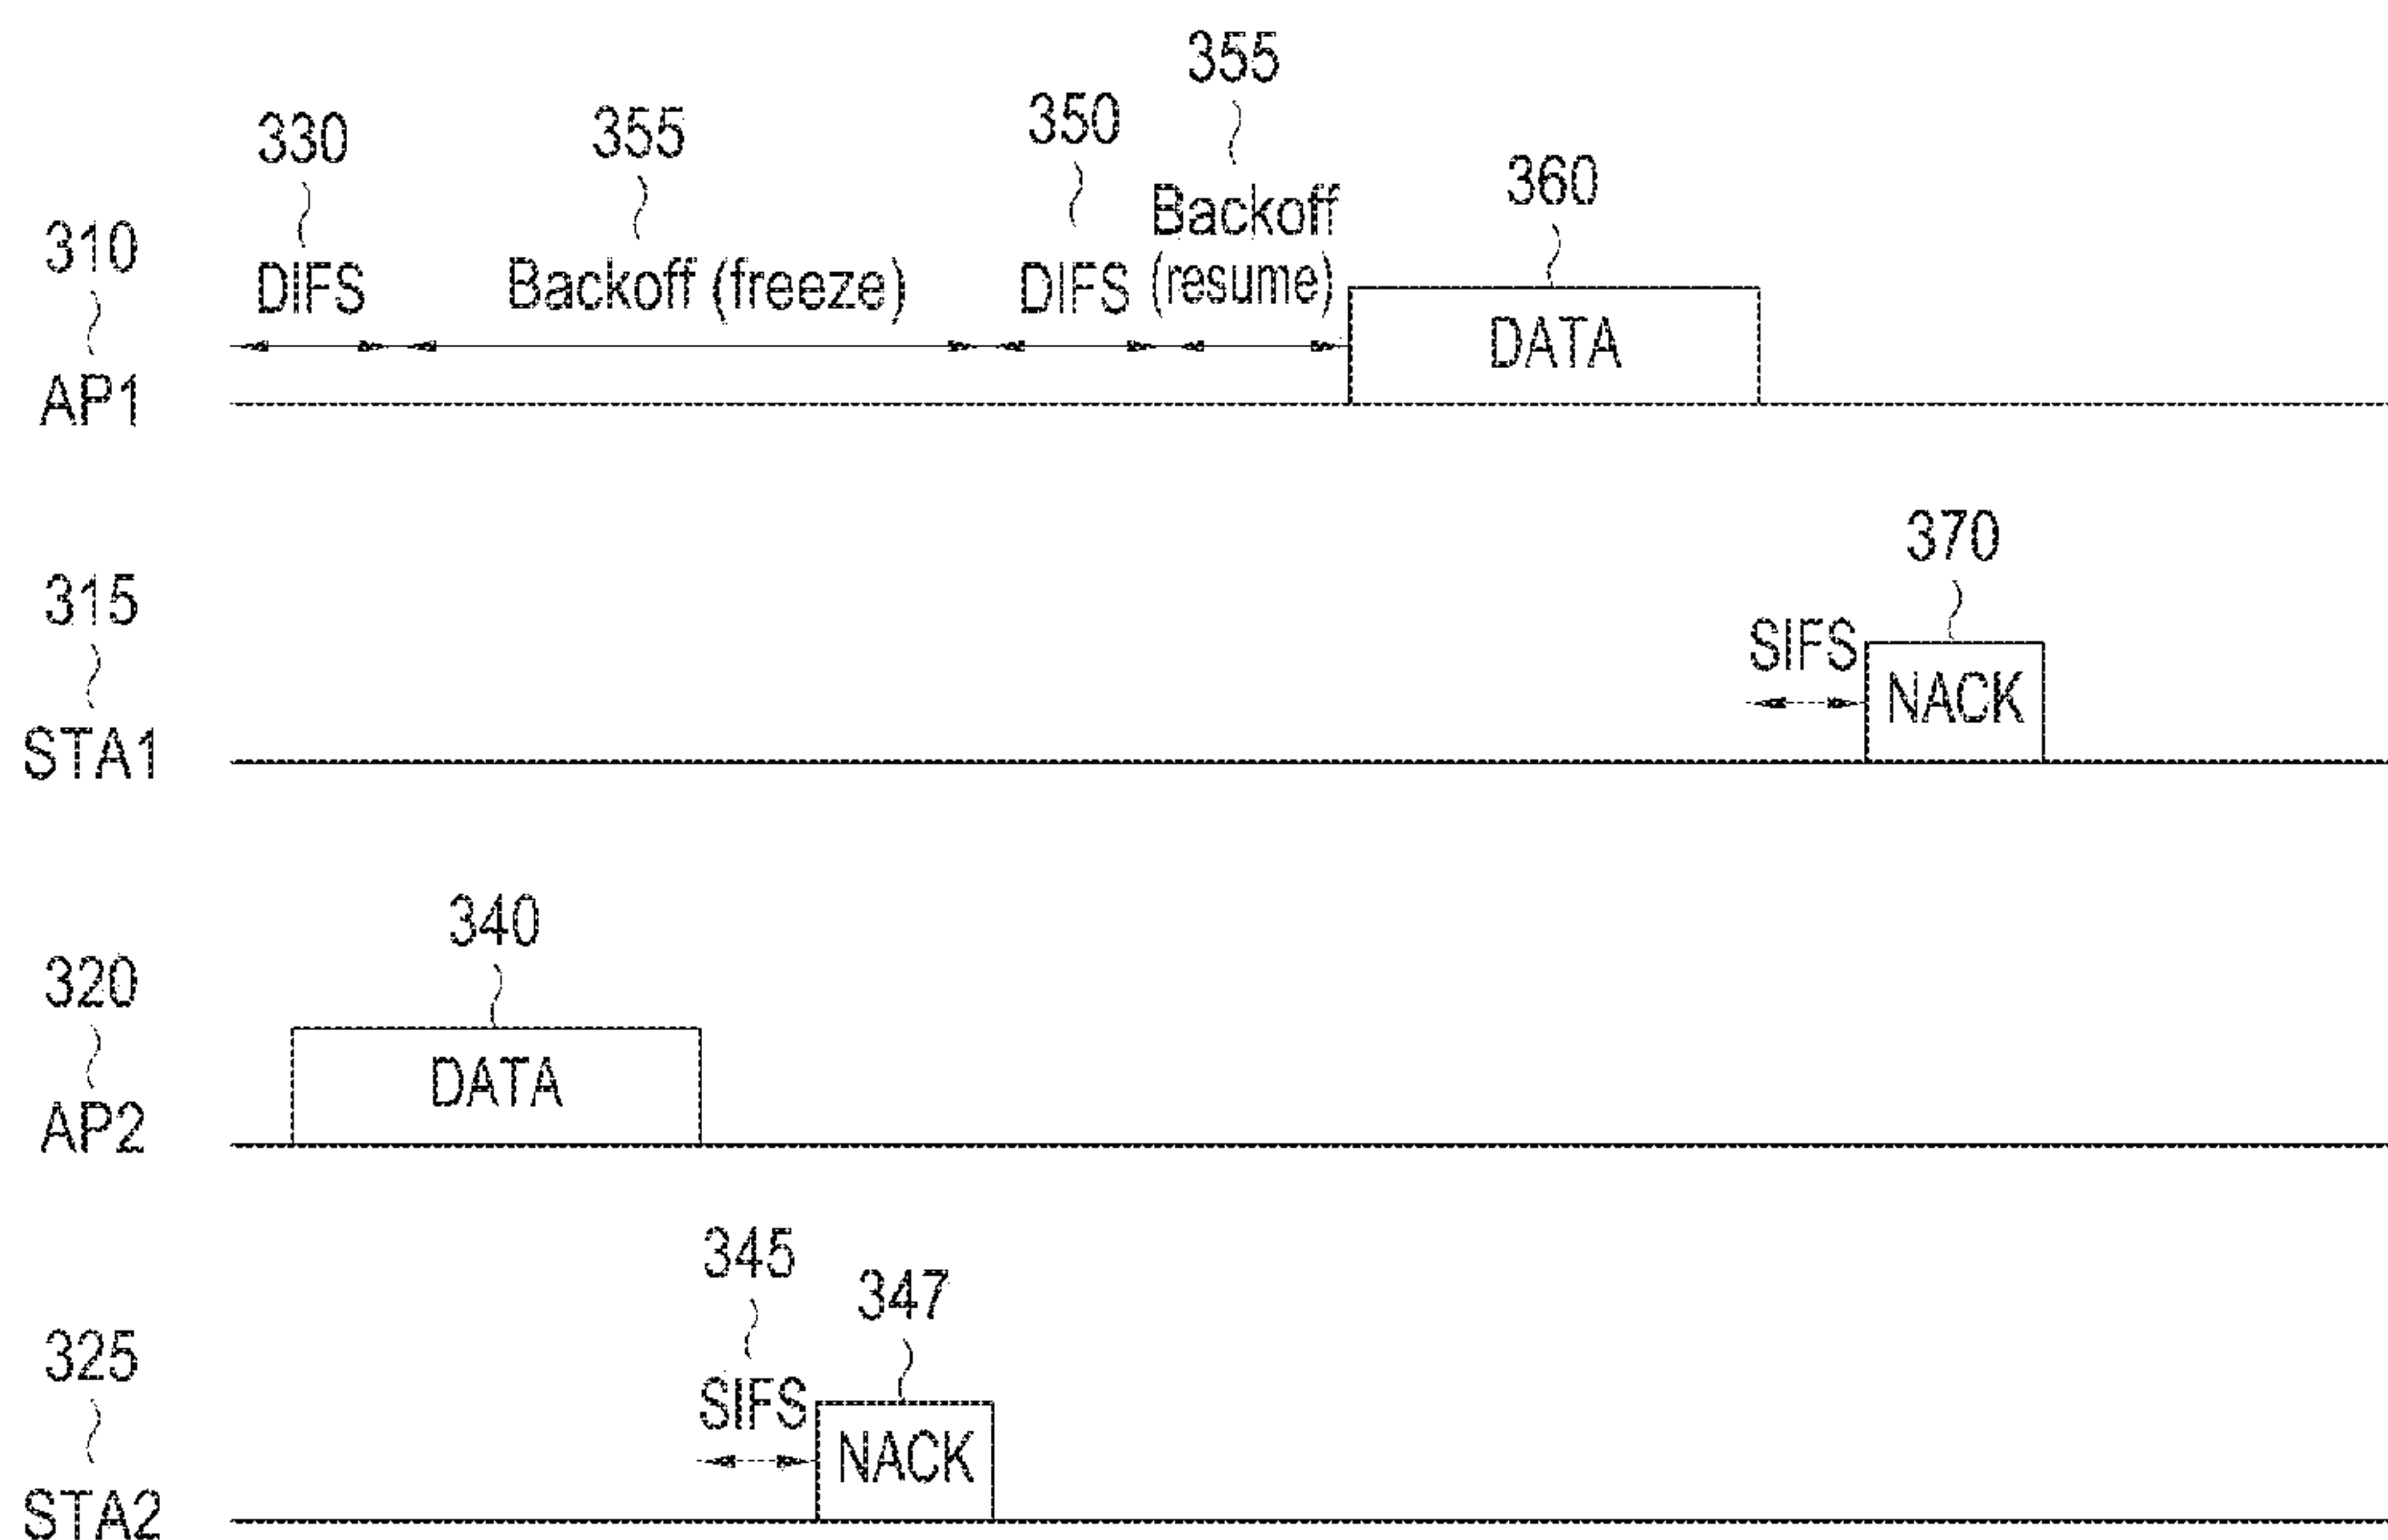 355
330
355
350
Backoff
360
310
DIFS
Backoff (freeze)
DIFS
(resume)
DATA
AP1
370
315
SIFS
NACK
STA1
340
320
DATA
AP2
345
347
325
SIFS
NACK
STA2